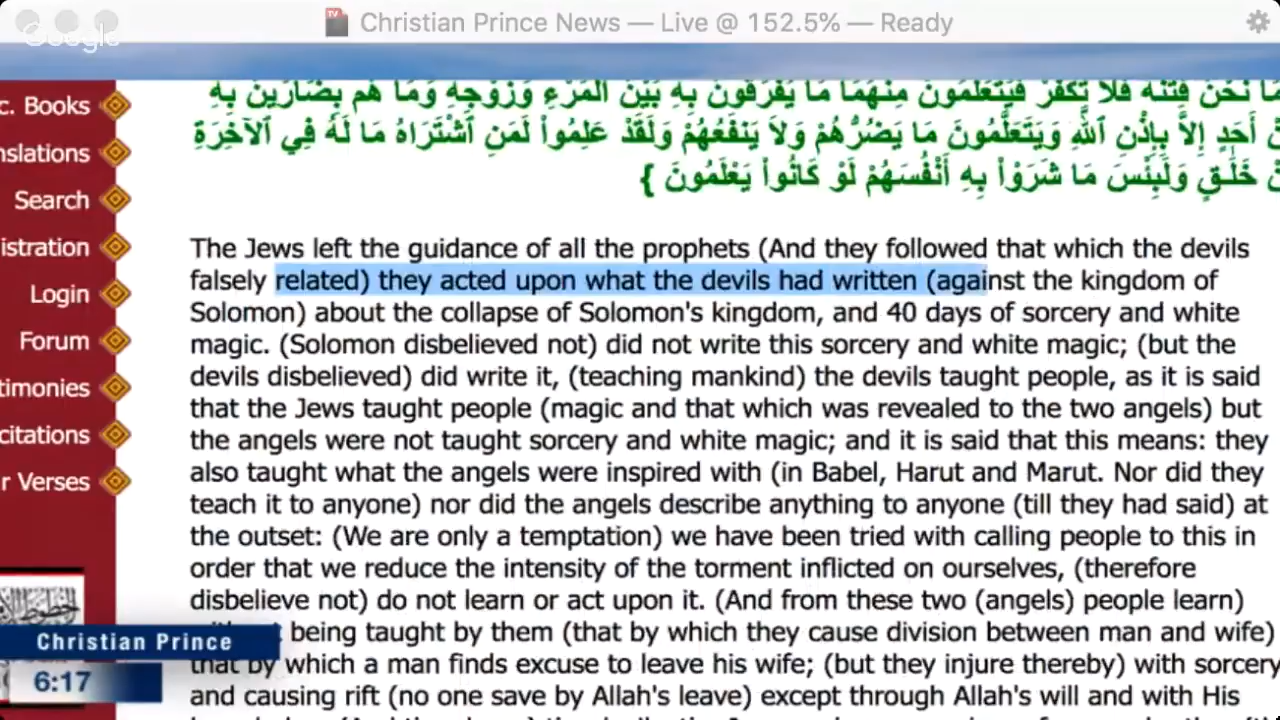 Christian Prince News — Live @ 152.5% — Ready
Google
c. Books
nslations
Search
istration
Login
Forum
timonies
citations
r Verses
مَا نَحْنُ فِتْنَةٌ فَلاَ تَكْفُرْ فَيَتَعَلَّمُونَ مِنْهُمَا مَا يُفَرِّقُونَ بِهِ بَيْنَ ٱلْمَرْءِ وَزَوْجِهِ وَمَا هُم بِضَآرِّينَ بِهِ
نْ أَحَدٍ إِلاَّ بِإِذْنِ ٱللَّهِ وَيَتَعَلَّمُونَ مَا يَضُرُّهُمْ وَلاَ يَنفَعُهُمْ وَلَقَدْ عَلِمُواْ لَمَنِ ٱشْتَرَاهُ مَا لَهُ فِي ٱلآخِرَةِ
نْ خَلَٰقٍ وَلَبِئْسَ مَا شَرَوْاْ بِهِ أَنْفُسَهُمْ لَوْ كَانُواْ يَعْلَمُونَ }
The Jews left the guidance of all the prophets (And they followed that which the devils
falsely related) they acted upon what the devils had written (against the kingdom of
Solomon) about the collapse of Solomon's kingdom, and 40 days of sorcery and white
magic. (Solomon disbelieved not) did not write this sorcery and white magic; (but the
devils disbelieved) did write it, (teaching mankind) the devils taught people, as it is said
that the Jews taught people (magic and that which was revealed to the two angels) but
the angels were not taught sorcery and white magic; and it is said that this means: they
also taught what the angels were inspired with (in Babel, Harut and Marut. Nor did they
teach it to anyone) nor did the angels describe anything to anyone (till they had said) at
the outset: (We are only a temptation) we have been tried with calling people to this in
order that we reduce the intensity of the torment inflicted on ourselves, (therefore
disbelieve not) do not learn or act upon it. (And from these two (angels) people learn)
being taught by them (that by which they cause division between man and wife)
that by which a man finds excuse to leave his wife; (but they injure thereby) with sorcery
and causing rift (no one save by Allah's leave) except through Allah's will and with His
Christian Prince
6:17